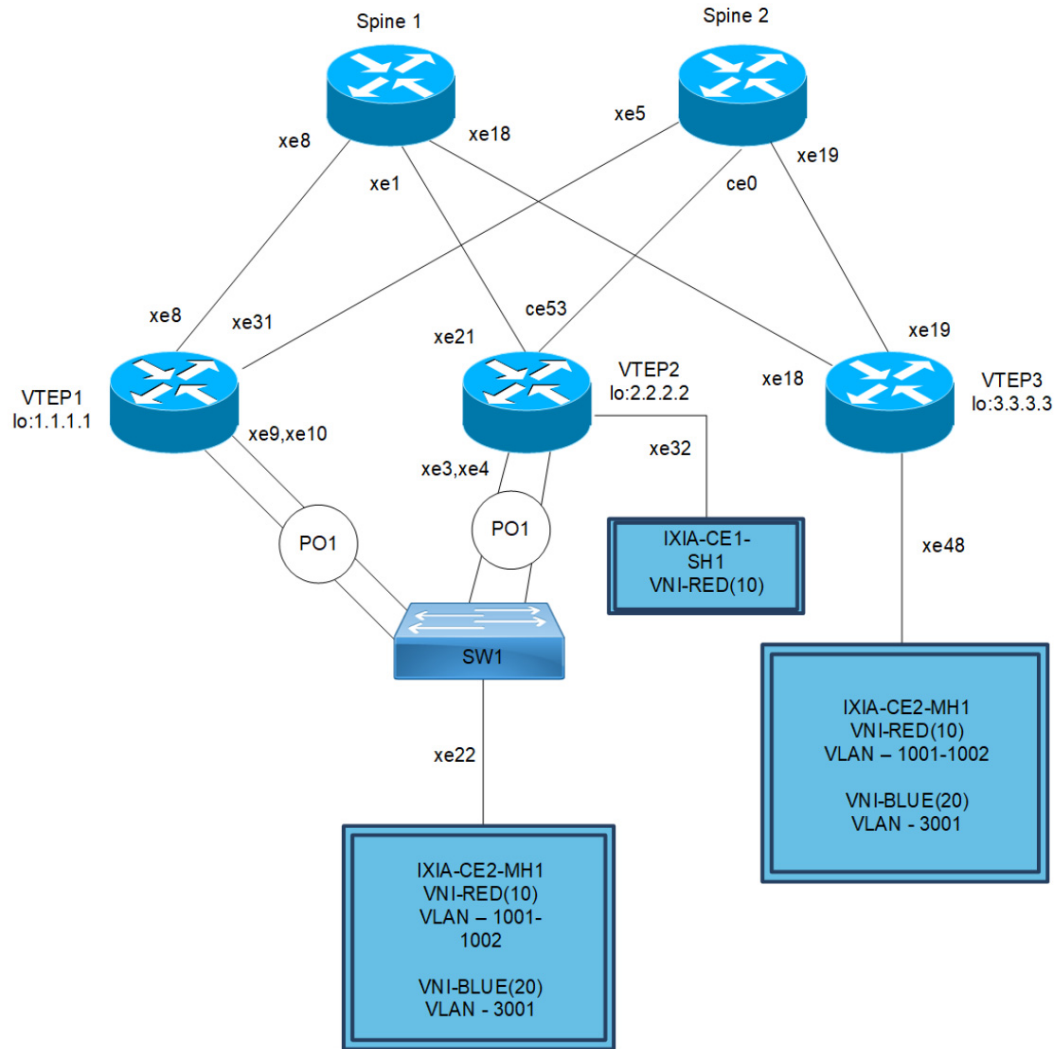 Spine 1
Spine 2
xe8
xe18
xe5
xe19
xe1
ce0
xe8
xe31
ce53
xe21
xe19
VTEP1
lo:1.1.1.1
VTEP2
lo:2.2.2.2
xe18
VTEP3
lo:3.3.3.3
xe9,xe10
xe3,xe4
xe32
PO1
PO1
IXIA-CE1-
SH1
VNI-RED(10)
xe48
SW1
xe22
IXIA-CE2-MH1
VNI-RED(10)
VLAN – 1001-1002
VNI-BLUE(20)
VLAN - 3001
IXIA-CE2-MH1
VNI-RED(10)
VLAN – 1001-
1002
VNI-BLUE(20)
VLAN - 3001